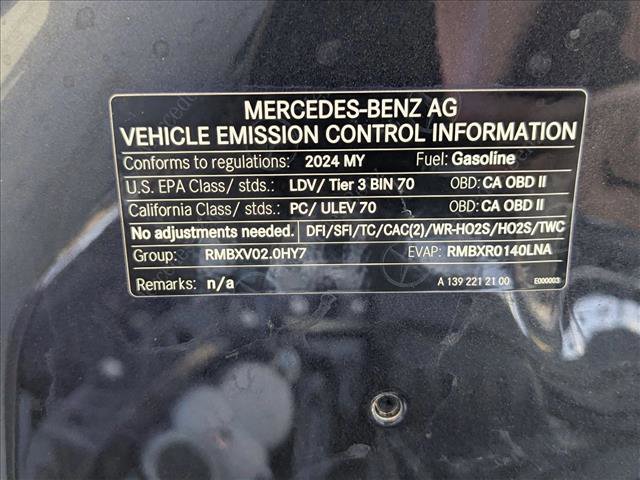 MERCEDES-BENZ AG
VEHICLE EMISSION CONTROL INFORMATION
Conforms to regulations: 2024 MY Fuel: Gasoline
U.S. EPA Class/ stds.: LDV/ Tier 3 BIN 70 OBD: CA OBD II
California Class/ stds.: PC/ ULEV 70 OBD: CA OBD II
No adjustments needed. DFI/SFI/TC/CAC(2)/WR-HO2S/HO2S/TWC
Group: RMBXV02.0HY7 EVAP: RMBXR0140LNA
Remarks: n/a A 139 221 21 00 E000003